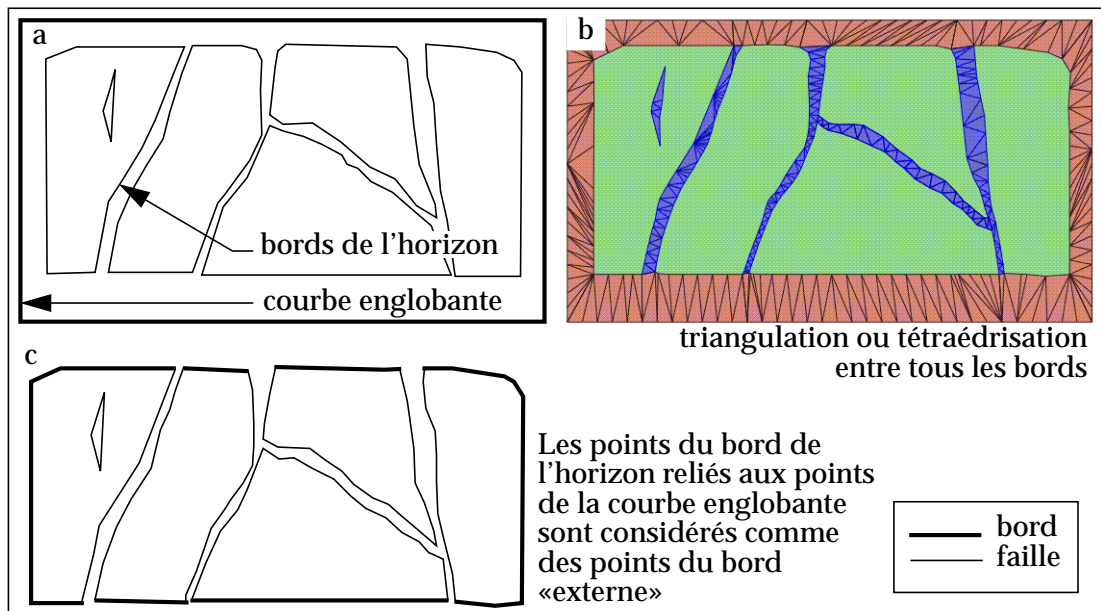 a
bords de l’horizon
courbe englobante
b
triangulation ou tétraédrisation
entre tous les bords
c
Les points du bord de
l’horizon reliés aux points
de la courbe englobante
sont considérés comme
des points du bord
«externe»
bord
faille